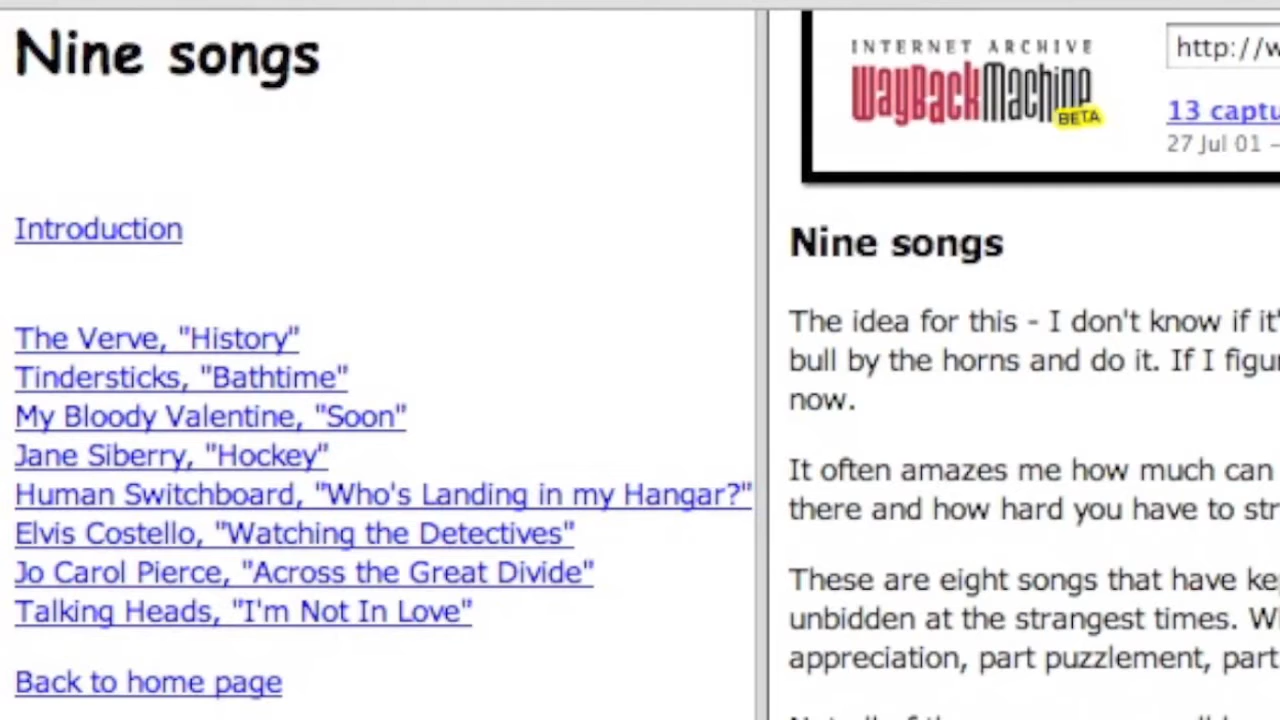 Nine songs
Introduction
The Verve, "History"
Tindersticks, "Bathtime"
My Bloody Valentine, "Soon"
Jane Siberry, "Hockey"
Human Switchboard, "Who's Landing in my Hangar?"
Elvis Costello, "Watching the Detectives"
Jo Carol Pierce, "Across the Great Divide"
Talking Heads, "I'm Not In Love"
Back to home page
INTERNET ARCHIVE
WayBackMachine
BETA
http://w
13 captu
27 Jul 01 –
Nine songs
The idea for this - I don't know if it'
bull by the horns and do it. If I figu
now.
It often amazes me how much can
there and how hard you have to str
These are eight songs that have ke
unbidden at the strangest times. W
appreciation, part puzzlement, part